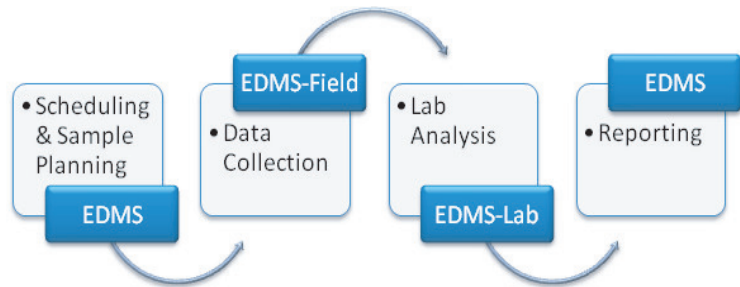 • Scheduling
& Sample
Planning
EDMS
EDMS-Field
• Data
Collection
• Lab
Analysis
EDMS-Lab
EDMS
• Reporting